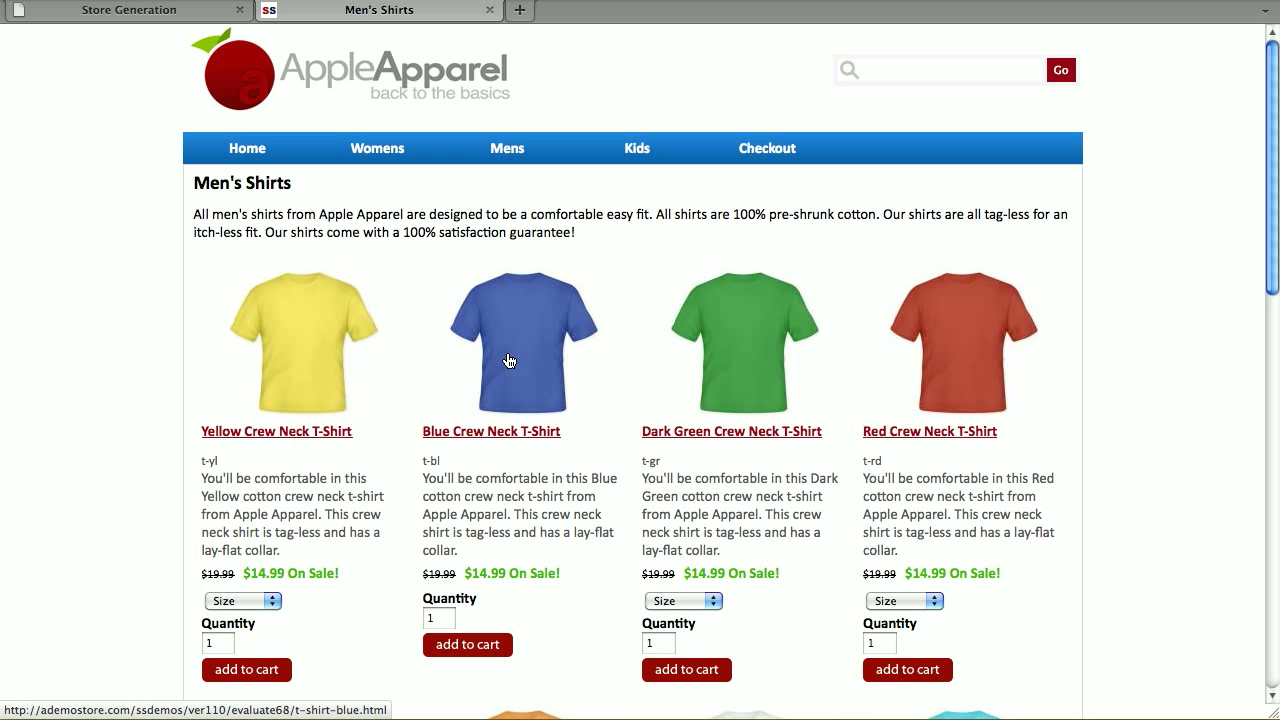 Store Generation
ss Men's Shirts
AppleApparel
back to the basics
Go
Home Womens Mens Kids Checkout
Men's Shirts
All men's shirts from Apple Apparel are designed to be a comfortable easy fit. All shirts are 100% pre-shrunk cotton. Our shirts are all tag-less for an
itch-less fit. Our shirts come with a 100% satisfaction guarantee!
Yellow Crew Neck T-Shirt
t-yl
You'll be comfortable in this
Yellow cotton crew neck t-shirt
from Apple Apparel. This crew
neck shirt is tag-less and has a
lay-flat collar.
$19.99 $14.99 On Sale!
Size
Quantity
1
add to cart
Blue Crew Neck T-Shirt
t-bl
You'll be comfortable in this Blue
cotton crew neck t-shirt from
Apple Apparel. This crew neck
shirt is tag-less and has a lay-flat
collar.
$19.99 $14.99 On Sale!
Quantity
1
add to cart
Dark Green Crew Neck T-Shirt
t-gr
You'll be comfortable in this Dark
Green cotton crew neck t-shirt
from Apple Apparel. This crew
neck shirt is tag-less and has a
lay-flat collar.
$19.99 $14.99 On Sale!
Size
Quantity
1
add to cart
Red Crew Neck T-Shirt
t-rd
You'll be comfortable in this Red
cotton crew neck t-shirt from
Apple Apparel. This crew neck
shirt is tag-less and has a lay-flat
collar.
$19.99 $14.99 On Sale!
Size
Quantity
1
add to cart
http://ademostore.com/ssdemos/ver110/evaluate68/t-shirt-blue.html